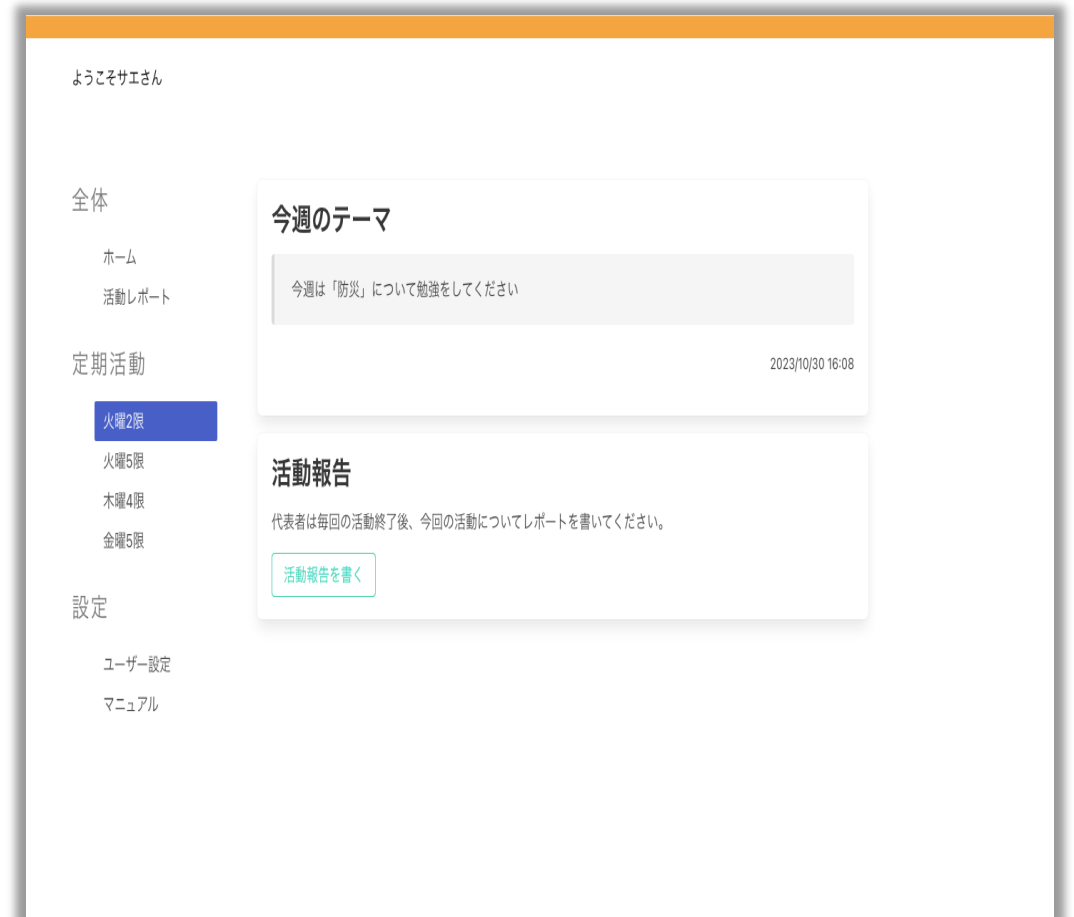 ようこそサエさん
全体
ホーム
活動レポート
定期活動
火曜2限
火曜5限
木曜4限
金曜5限
設定
ユーザー設定
マニュアル
今週のテーマ
今週は「防災」について勉強をしてください
2023/10/30 16:08
活動報告
代表者は毎回の活動終了後、今回の活動についてレポートを書いてください。
活動報告を書く